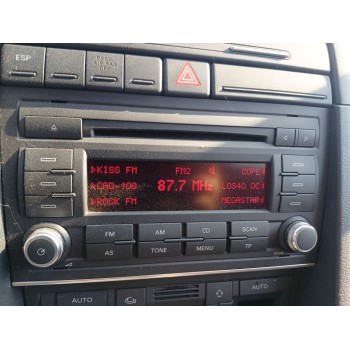 ESP
KISS FM FM2 COPE
CAD-100 87.7 MHz LOS40 DC
ROCK FM MEGASTAR
FM AM CD SCAN
AS TONE MENU TP
AUTO AUTO